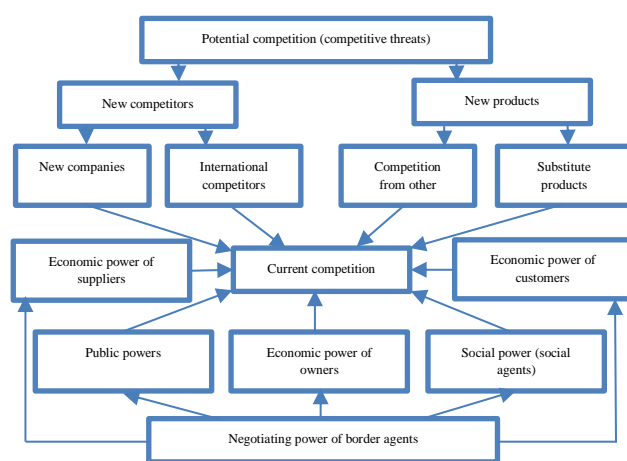 Potential competition (competitive threats)
New competitors
New products
New companies
International
competitors
Competition
from other
Substitute
products
Economic power of
suppliers
Current competition
Economic power of
customers
Public powers
Economic power of
owners
Social power (social
agents)
Negotiating power of border agents